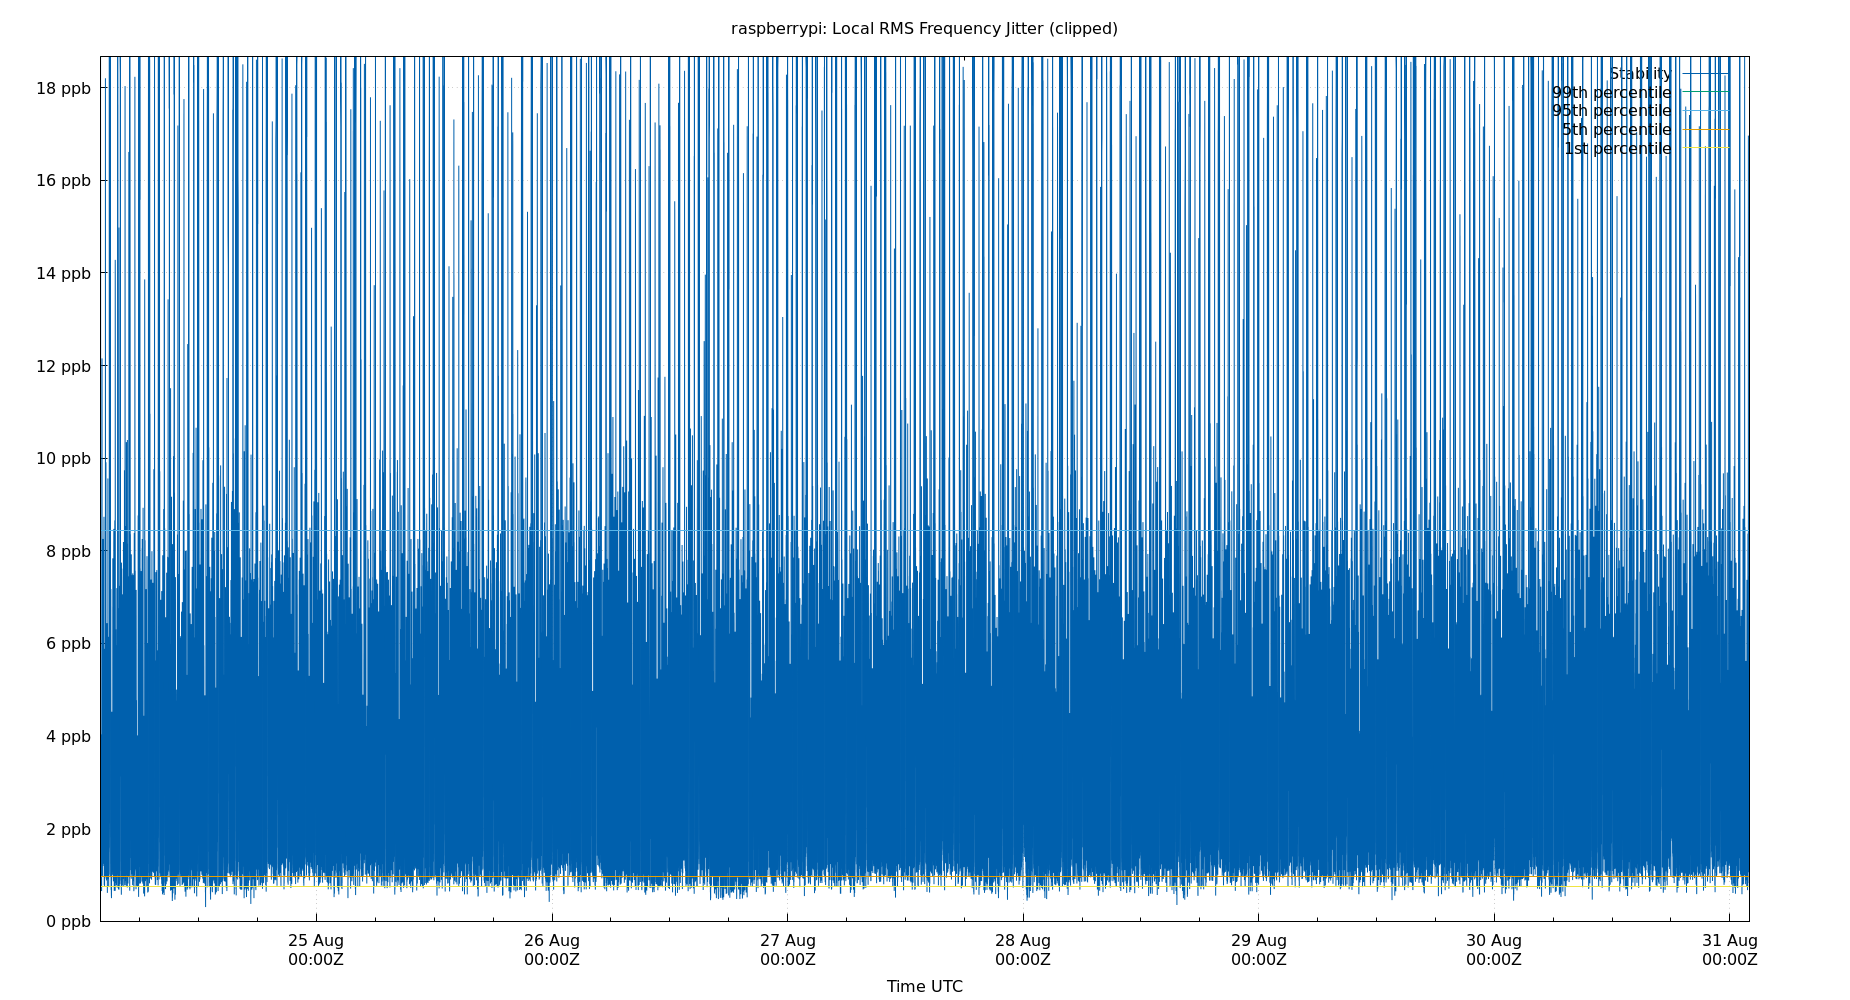 raspberrypi: Local RMS Frequency Jitter (clipped)
Stability
99th percentile
95th percentile
5th percentile
1st percentile
18 ppb
16 ppb
14 ppb
12 ppb
10 ppb
8 ppb
6 ppb
4 ppb
2 ppb
0 ppb
25 Aug 26 Aug 27 Aug 28 Aug 29 Aug 30 Aug 31 Aug
00:00Z 00:00Z 00:00Z 00:00Z 00:00Z 00:00Z 00:00Z
Time UTC